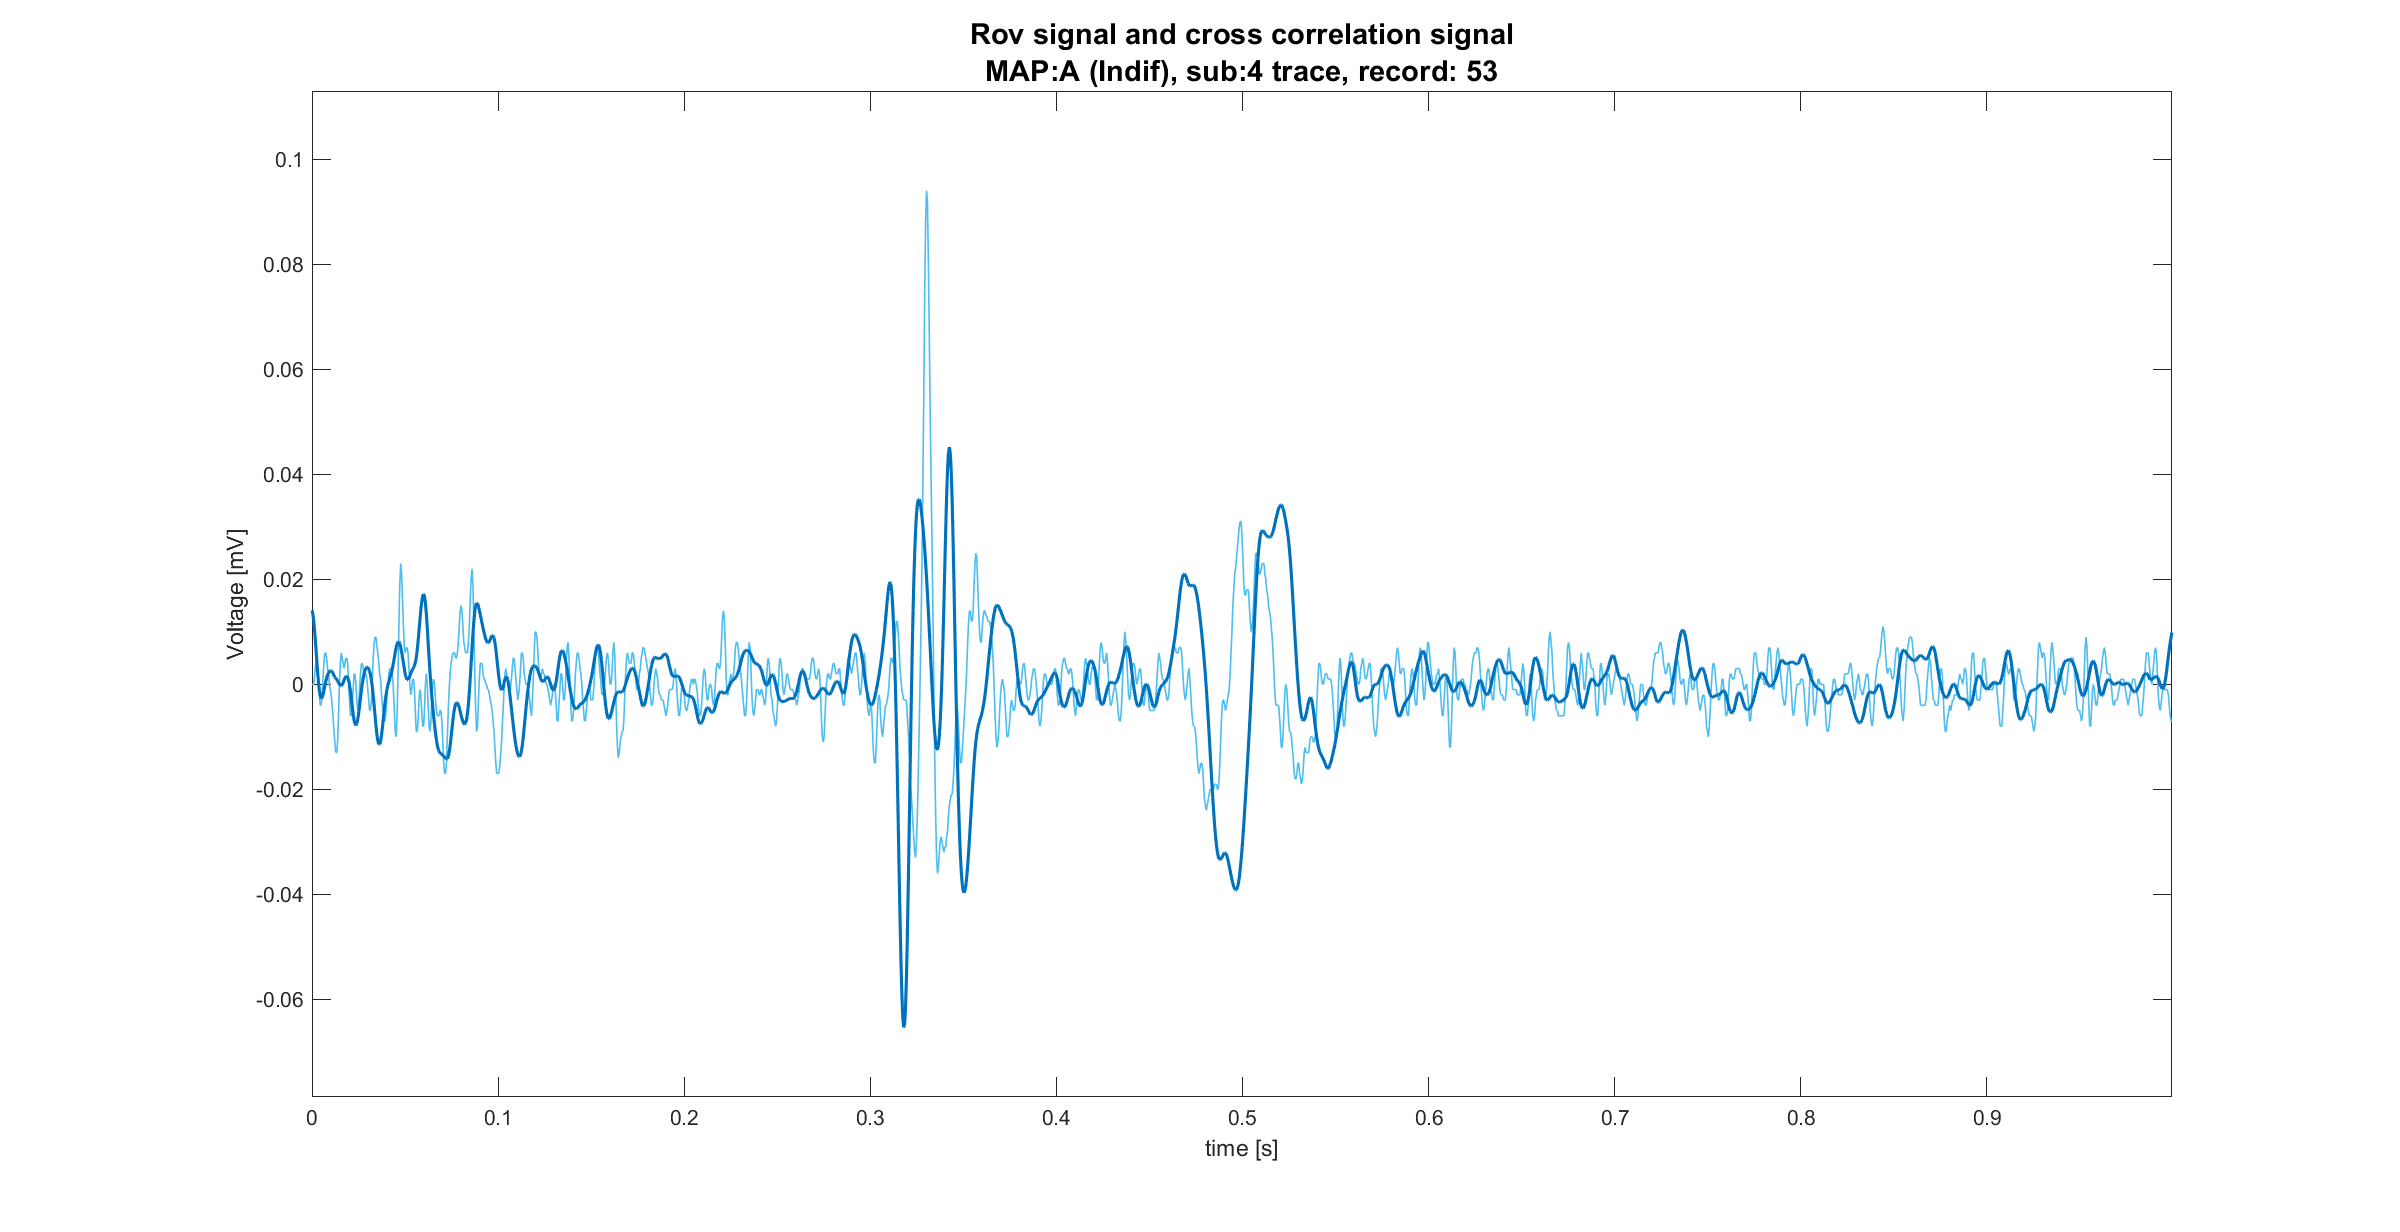 Rov signal and cross correlation signal
MAP:A (Indif), sub:4 trace, record: 53
0.1
0.08
0.06
0.04
0.02
0
-0.02
-0.04
-0.06
Voltage [mV]
0 0.1 0.2 0.3 0.4 0.5 0.6 0.7 0.8 0.9
time [s]